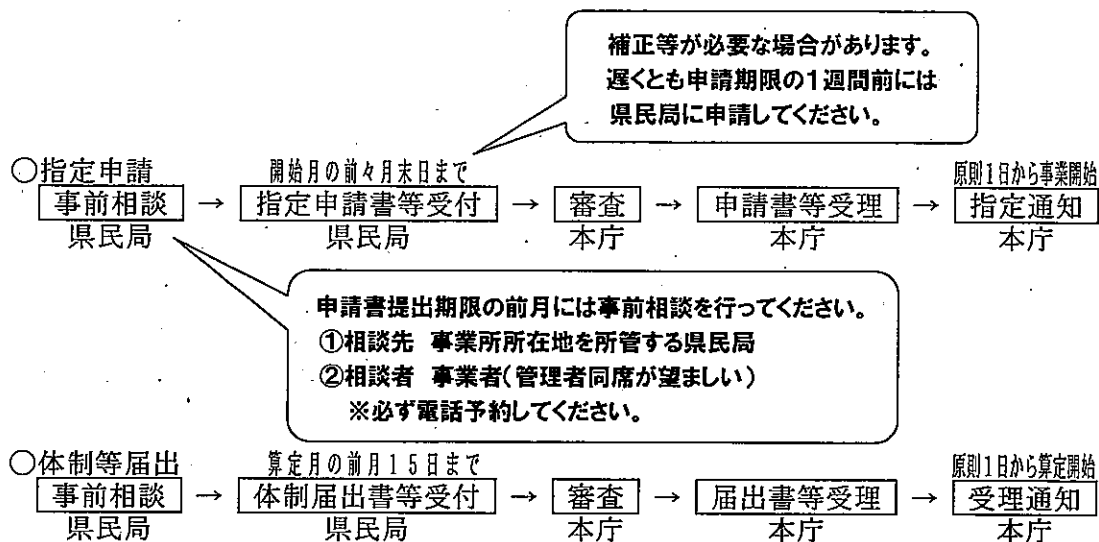 補正等が必要な場合があります。
遅くとも申請期限の1週間前には
県民局に申請してください。
○指定申請 開始月の前々月末日まで 原則1日から事業開始
事前相談 → 指定申請書等受付 → 審査 → 申請書等受理 → 指定通知
県民局 県民局 本庁 本庁 本庁
申請書提出期限の前月には事前相談を行ってください。
①相談先 事業所所在地を所管する県民局
②相談者 事業者(管理者同席が望ましい)
※必ず電話予約してください。
○体制等届出 算定月の前月15日まで 原則1日から算定開始
事前相談 → 体制届出書等受付 → 審査 → 届出書等受理 → 受理通知
県民局 県民局 本庁 本庁 本庁